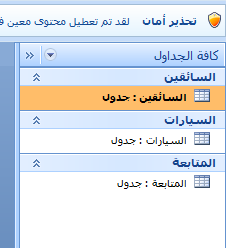 تحذير أمان لقد تم تعطيل محتوى معين
كافة الجداول
السائقين
السائقين : جدول
السيارات
السيارات : جدول
المتابعة
المتابعة : جدول